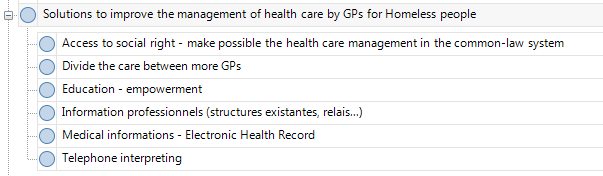 Solutions to improve the management of health care by GPs for Homeless people
Access to social right - make possible the health care management in the common-law system
Divide the care between more GPs
Education - empowerment
Information professionnels (structures existantes, relais...)
Medical informations - Electronic Health Record
Telephone interpreting